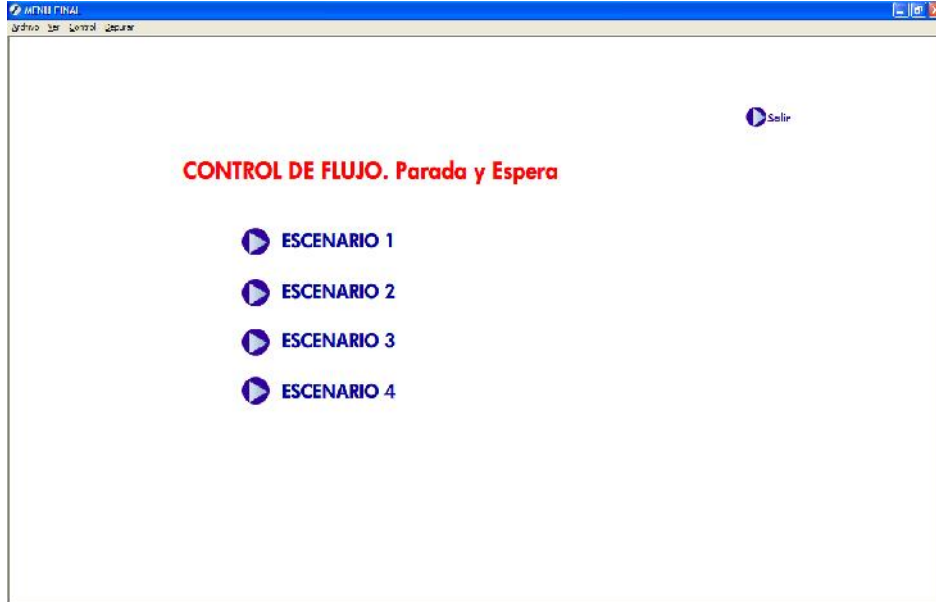 MENU FINAL
Archivo Ver Control Depurar
Salir
CONTROL DE FLUJO. Parada y Espera
ESCENARIO 1
ESCENARIO 2
ESCENARIO 3
ESCENARIO 4